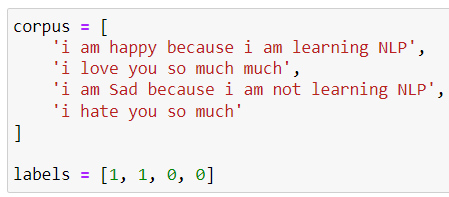 corpus = [
    'i am happy because i am learning NLP',
    'i love you so much much',
    'i am Sad because i am not learning NLP',
    'i hate you so much'
]
labels = [1, 1, 0, 0]